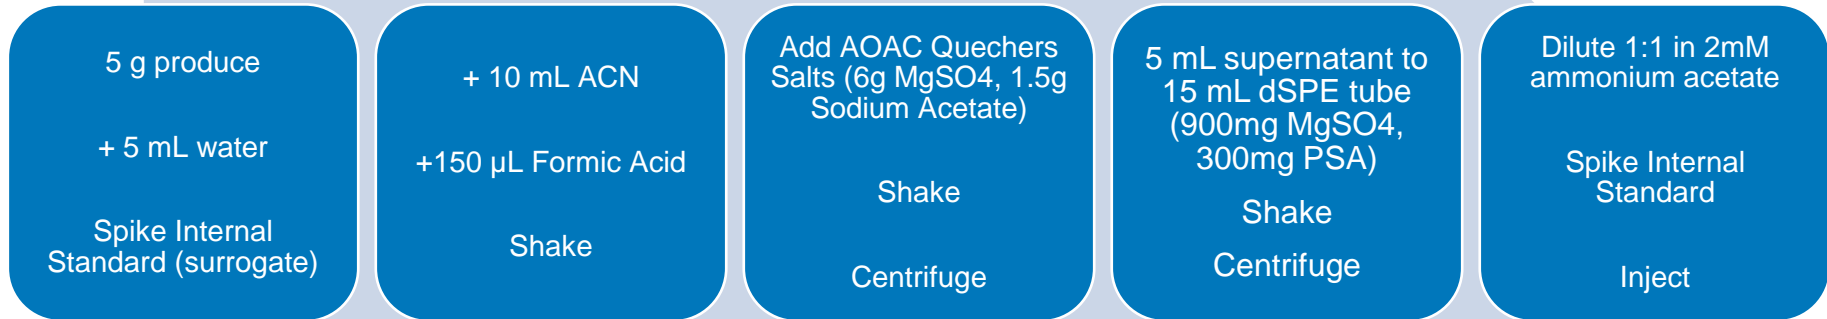 5 g produce
+ 5 mL water
Spike Internal
Standard (surrogate)
+ 10 mL ACN
+150 µL Formic Acid
Shake
Add AOAC Quechers
Salts (6g MgSO4, 1.5g
Sodium Acetate)
Shake
Centrifuge
5 mL supernatant to
15 mL dSPE tube
(900mg MgSO4,
300mg PSA)
Shake
Centrifuge
Dilute 1:1 in 2mM
ammonium acetate
Spike Internal
Standard
Inject